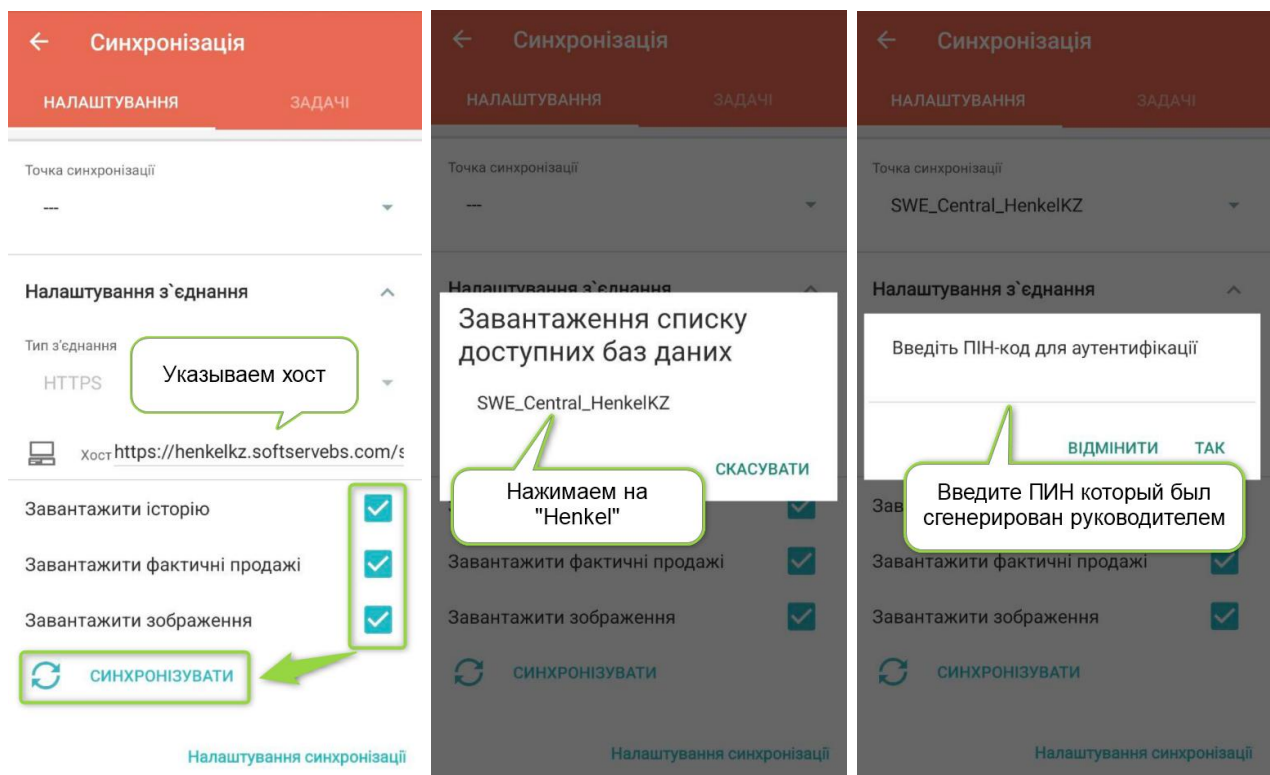 Синхронізація
НАЛАШТУВАННЯ ЗАДАЧІ
Точка синхронізації
---
Налаштування з`єднання
Тип з'єднання
HTTPS
Указываем хост
Хост https://henkelkz.softservebs.com/s
Завантажити історію
Завантажити фактичні продажі
Завантажити зображення
СИНХРОНІЗУВАТИ
Налаштування синхронізації
Синхронізація
НАЛАШТУВАННЯ ЗАДАЧІ
Точка синхронізації
---
Налаштування з`єднання
Завантаження списку
доступних баз даних
SWE_Central_HenkelKZ
СКАСУВАТИ
Нажимаем на
"Henkel"
Завантажити фактичні продажі
Завантажити зображення
СИНХРОНІЗУВАТИ
Налаштування синхронізації
Синхронізація
НАЛАШТУВАННЯ ЗАДАЧІ
Точка синхронізації
SWE_Central_HenkelKZ
Налаштування з`єднання
Введіть ПІН-код для аутентифікації
ВІДМІНИТИ ТАК
Введите ПИН который был
сгенерирован руководителем
Зав
Завантажити фактичні продажі
Завантажити зображення
СИНХРОНІЗУВАТИ
Налаштування синхронізації